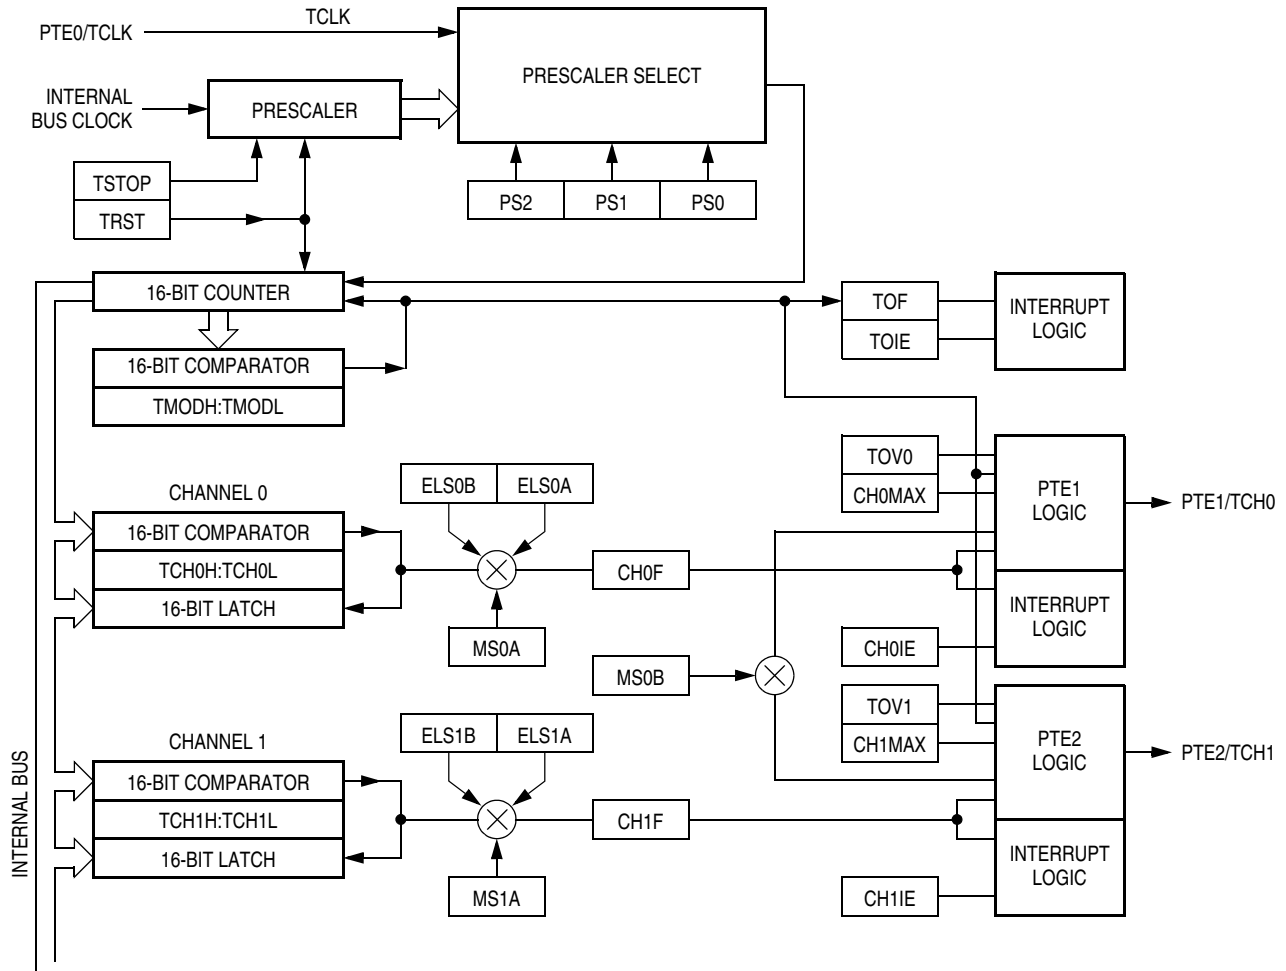 TCLK
PTE0/TCLK
PRESCALER SELECT
INTERNAL
BUS CLOCK
PRESCALER
TSTOP
TRST
PS2
PS1
PS0
16-BIT COUNTER
16-BIT COMPARATOR
TMODH:TMODL
TOF
TOIE
INTERRUPT
LOGIC
CHANNEL 0
16-BIT COMPARATOR
TCH0H:TCH0L
16-BIT LATCH
ELS0B
ELS0A
MS0A
CH0F
TOV0
CH0MAX
PTE1
LOGIC
PTE1/TCH0
INTERRUPT
LOGIC
CH0IE
MS0B
CHANNEL 1
16-BIT COMPARATOR
TCH1H:TCH1L
16-BIT LATCH
ELS1B
ELS1A
MS1A
CH1F
TOV1
CH1MAX
PTE2
LOGIC
PTE2/TCH1
INTERRUPT
LOGIC
CH1IE
INTERNAL BUS